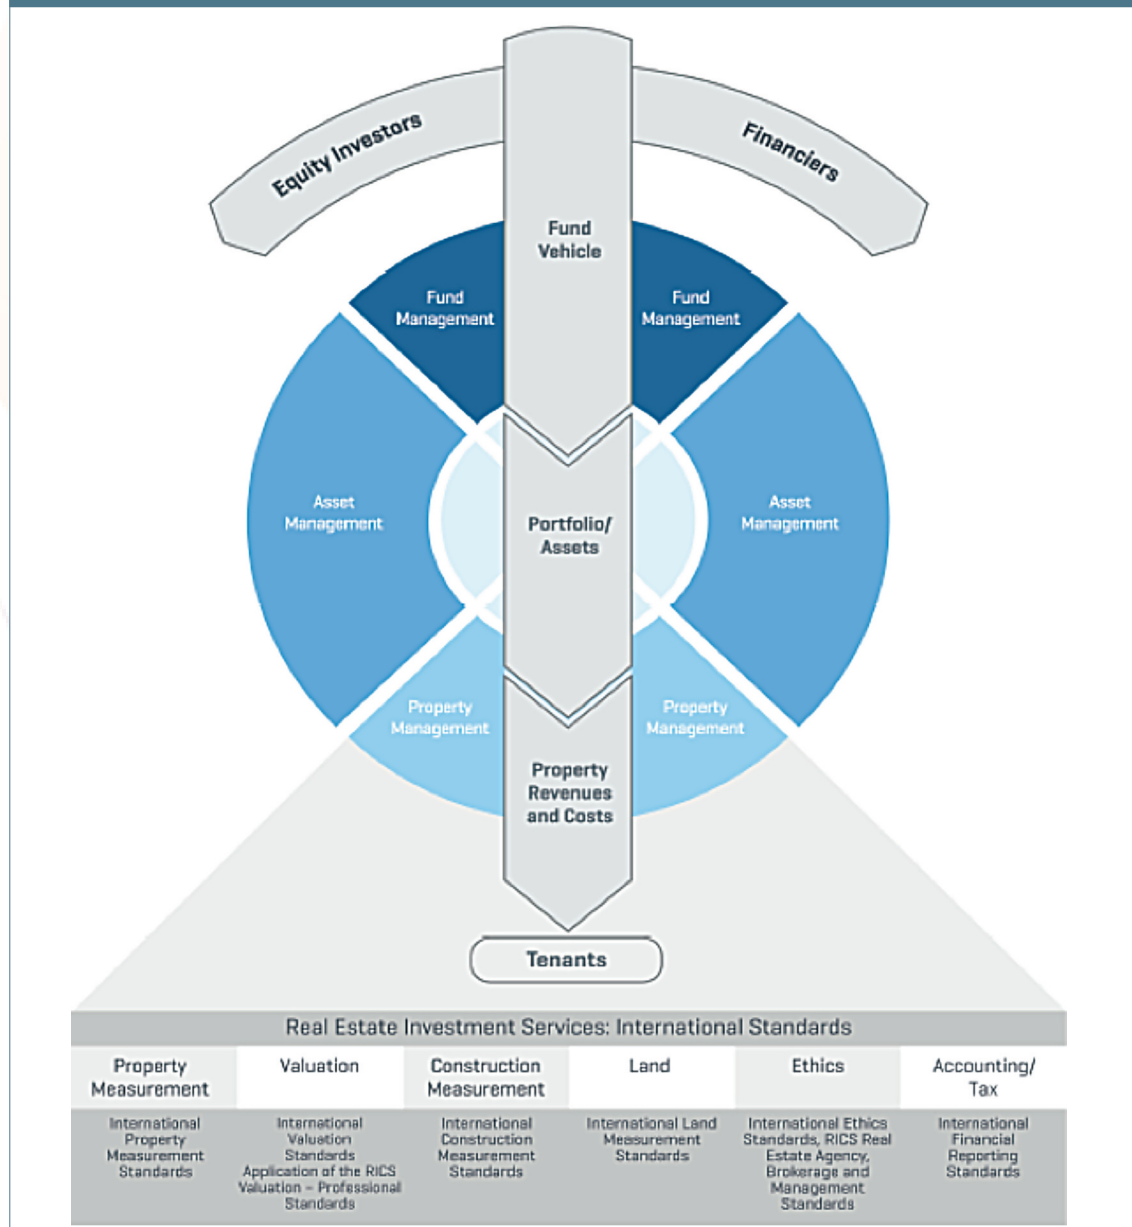 Equity Investors
Financiers
Fund
Vehicle
Fund
Management
Fund
Management
Asset
Management
Portfolio/
Assets
Asset
Management
Property
Management
Property
Management
Property
Revenues
and Costs
Tenants
Real Estate Investment Services: International Standards
Property
Measurement
Valuation
Construction
Measurement
Land
Ethics
Accounting/
Tax
International
Property
Measurement
Standards
International
Valuation
Standards
Application of the RICS
Valuation – Professional
Standards
International
Construction
Measurement
Standards
International Land
Measurement
Standards
International Ethics
Standards, RICS Real
Estate Agency,
Brokerage and
Management
Standards
International
Financial
Reporting
Standards